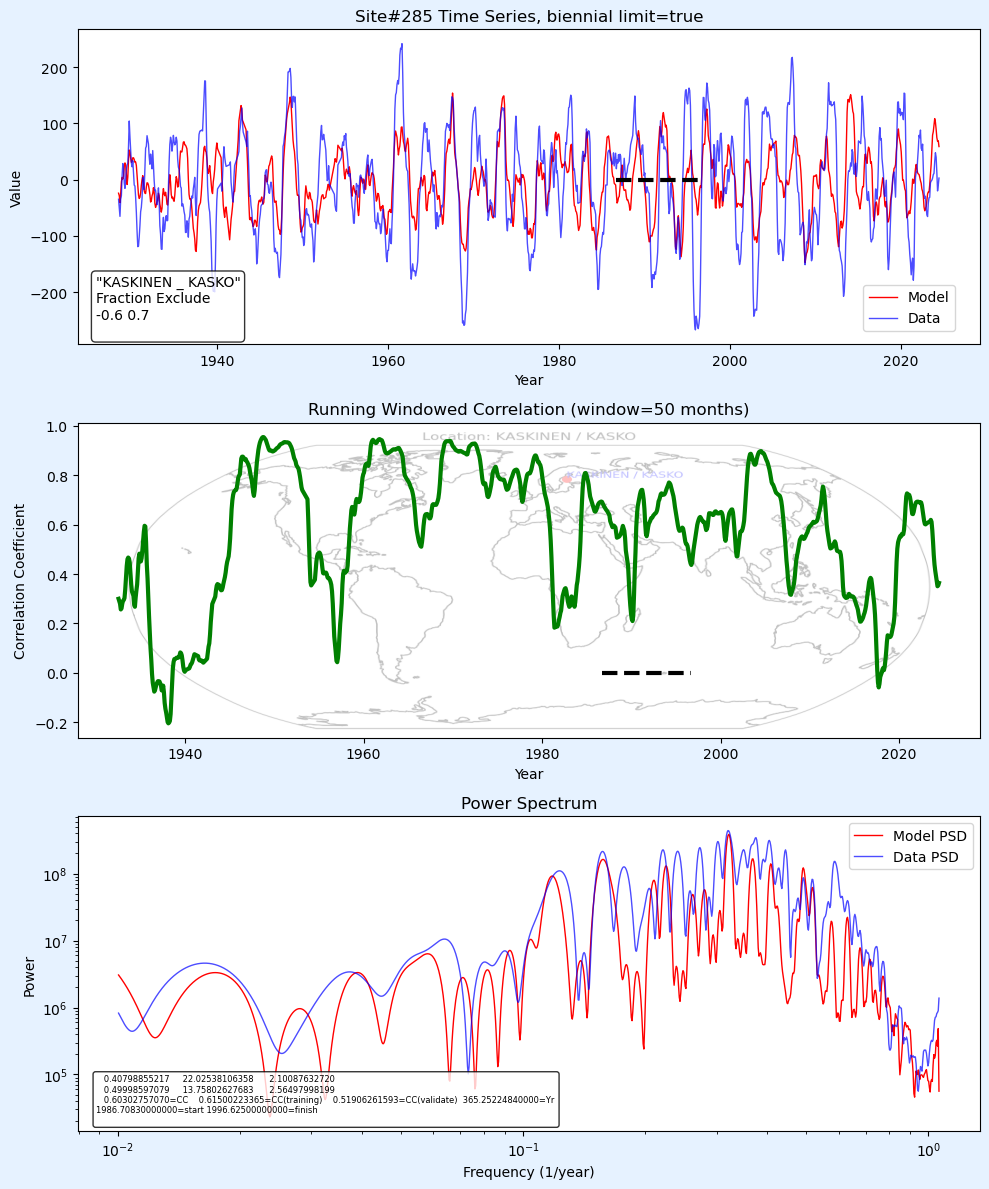 Site#285 Time Series, biennial limit=true
Value
200
100
0
−100
−200
"KASKINEN _ KASKO"
Fraction Exclude
-0.6 0.7
Model
Data
1940
1960
1980
2000
2020
Year
Running Windowed Correlation (window=50 months)
Location: KASKINEN / KASKO
KASKINEN / KASKO
Correlation Coefficient
1.0
0.8
0.6
0.4
0.2
0.0
−0.2
1940
1960
1980
2000
2020
Year
Power Spectrum
Model PSD
Data PSD
Power
10^8
10^7
10^6
10^5
0.40798855217 22.02538106358 2.10087632720
0.49998597079 13.75802627683 2.56497998199
0.60302757070=CC 0.61500223365=CC(training) 0.51906261593=CC(validate) 365.25224840000=Yr
1986.70830000000=start 1996.62500000000=finish
10^−2
10^−1
10^0
Frequency (1/year)